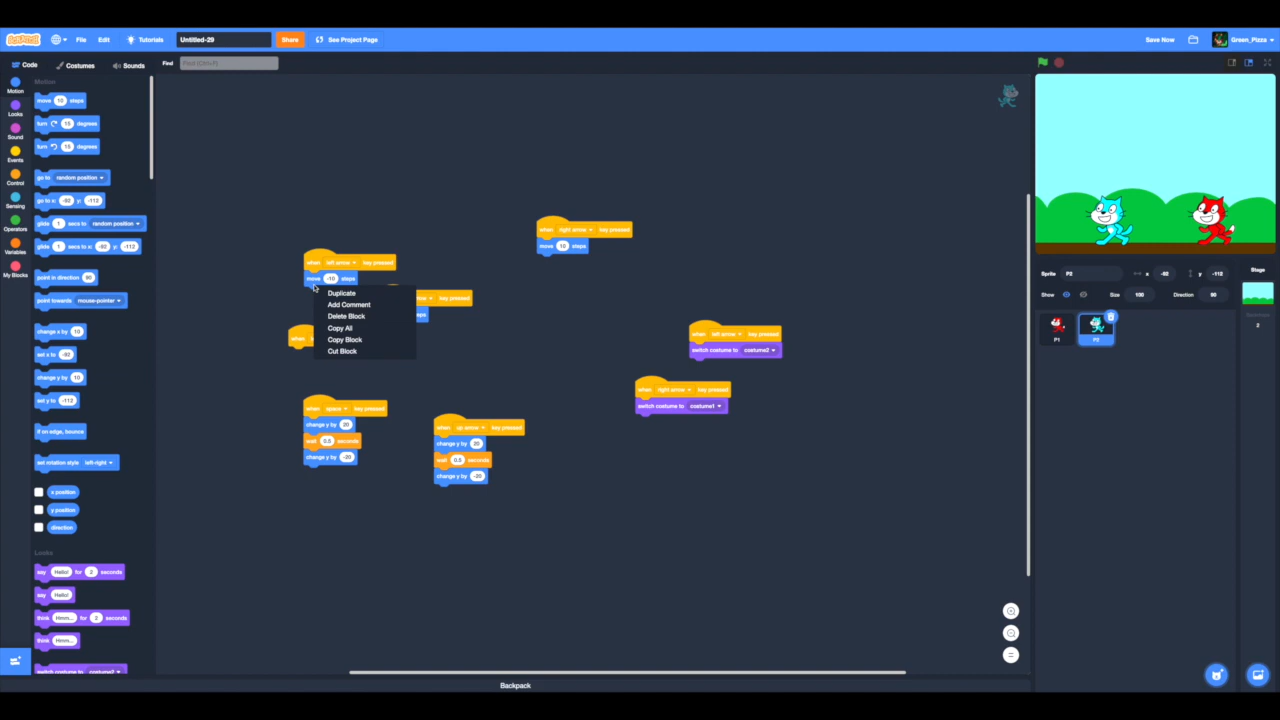 SCRATCH File Edit Tutorials Untitled-29 Share See Project Page Save Now Green_Pizza
Code Costumes Sounds Find Find (Ctrl+F)
Motion
Looks
Sound
Events
Control
Sensing
Operators
Variables
My Blocks
Motion
move 10 steps
turn 15 degrees
turn 15 degrees
go to random position
go to x: -92 y: -112
glide 1 secs to random position
glide 1 secs to x: -92 y: -112
point in direction 90
point towards mouse-pointer
change x by 10
set x to -92
change y by 10
set y to -112
if on edge, bounce
set rotation style left-right
x position
y position
direction
Looks
say Hello! for 2 seconds
say Hello!
think Hmm... for 2 seconds
think Hmm...
switch costume to costume2
when right arrow key pressed
move 10 steps
when left arrow key pressed
move -10 steps
key pressed
when
Duplicate
Add Comment
Delete Block
Copy All
Copy Block
Cut Block
when left arrow key pressed
switch costume to costume2
when right arrow key pressed
switch costume to costume1
when space key pressed
change y by 20
wait 0.5 seconds
change y by -20
when up arrow key pressed
change y by 20
wait 0.5 seconds
change y by -20
Backpack
Sprite P2 x -92 y -112
Show Size 100 Direction 90
P1
P2
Stage
Backdrops
2